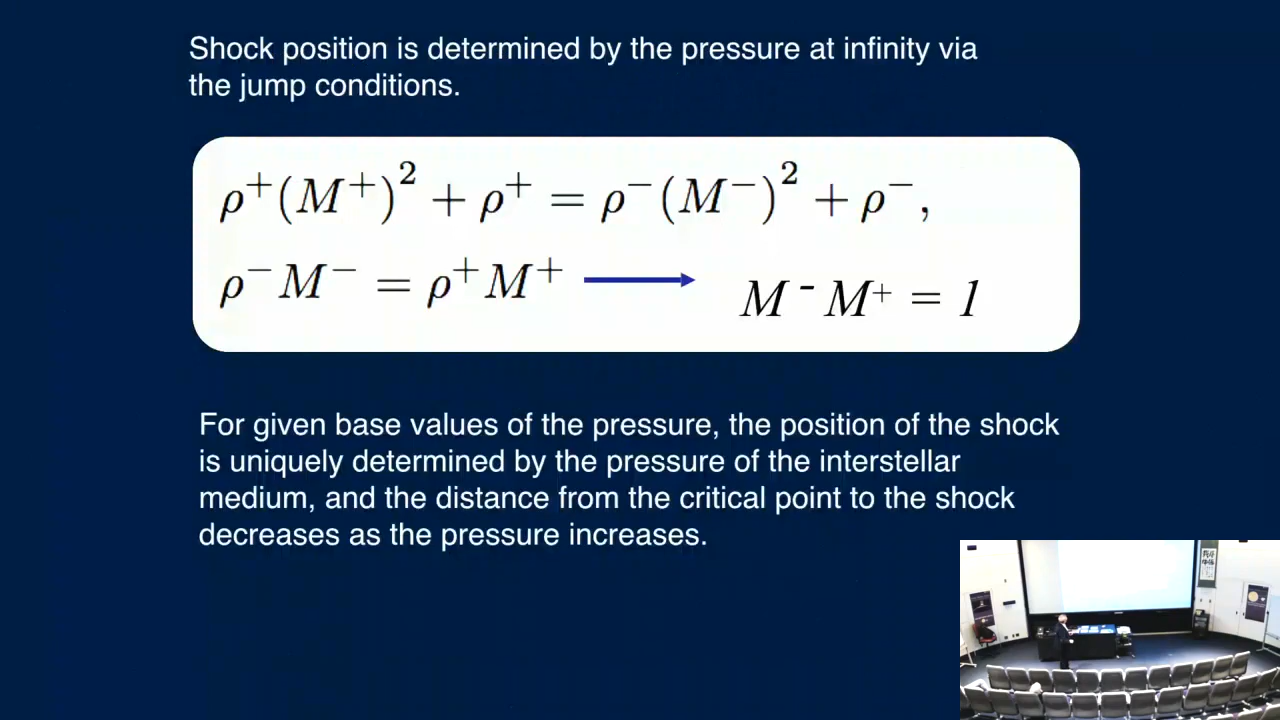 Shock position is determined by the pressure at infinity via
the jump conditions.
ρ⁺(M⁺)² + ρ⁺ = ρ⁻(M⁻)² + ρ⁻,
ρ⁻M⁻ = ρ⁺M⁺ → M⁻M⁺ = 1
For given base values of the pressure, the position of the shock
is uniquely determined by the pressure of the interstellar
medium, and the distance from the critical point to the shock
decreases as the pressure increases.